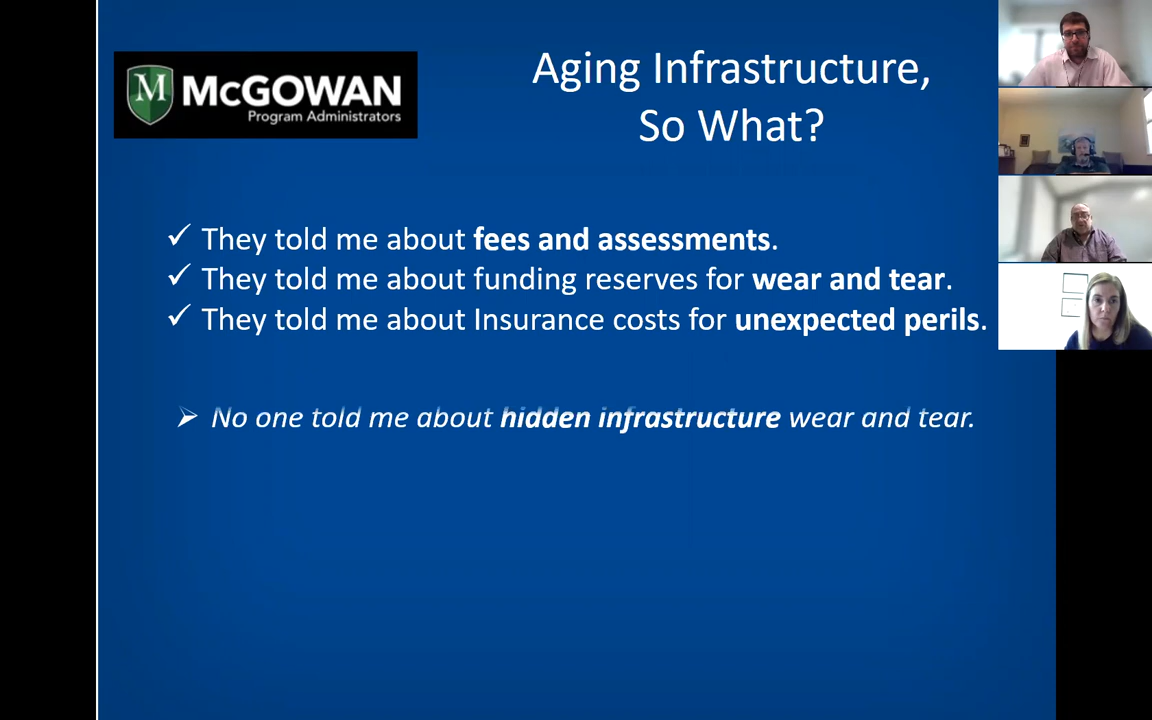 M McGOWAN
Program Administrators
Aging Infrastructure,
So What?
✓ They told me about fees and assessments.
✓ They told me about funding reserves for wear and tear.
✓ They told me about Insurance costs for unexpected perils.
➢ No one told me about hidden infrastructure wear and tear.